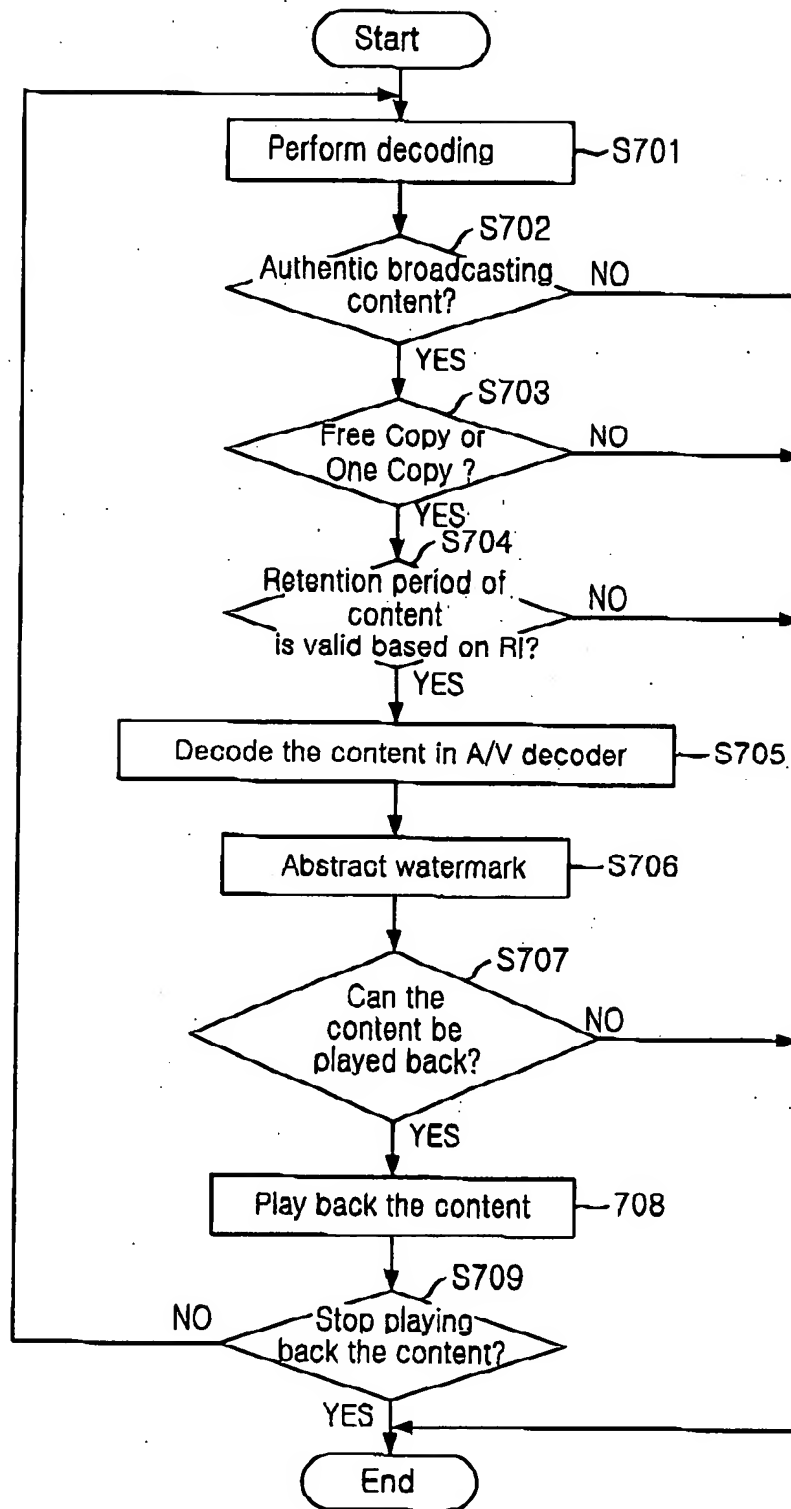 Start
Perform decoding
S701
S702
Authentic broadcasting
content?
NO
YES
S703
Free Copy or
One Copy ?
NO
YES
S704
Retention period of
content
is valid based on RI?
NO
YES
Decode the content in A/V decoder
S705
Abstract watermark
S706
S707
Can the
content be
played back?
NO
YES
Play back the content
708
S709
NO
Stop playing
back the content?
YES
End